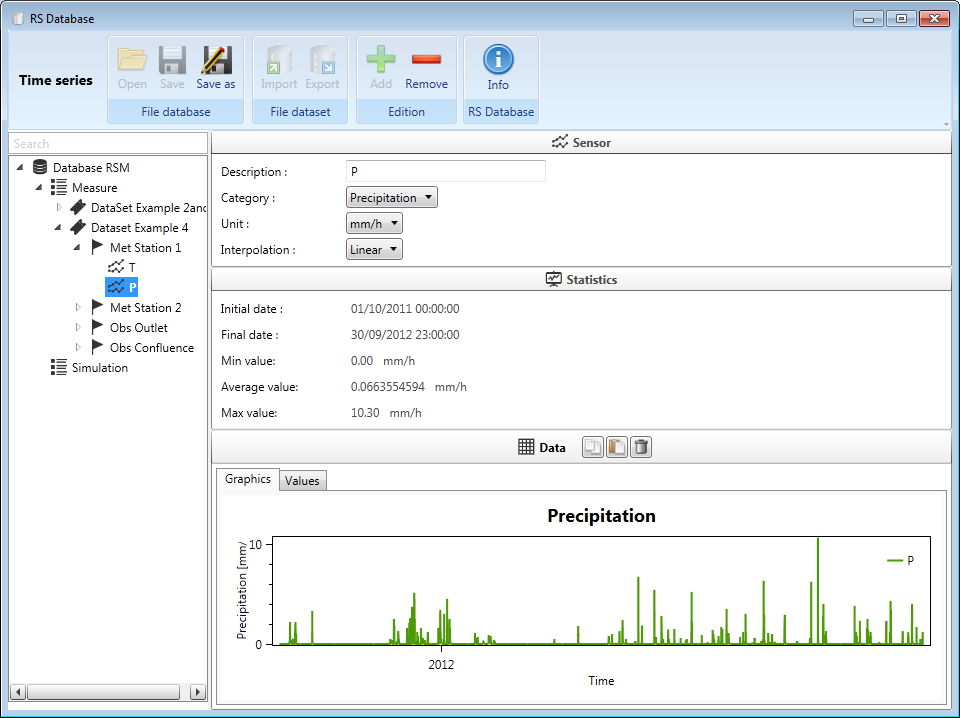 RS Database
Time series
Open Save Save as
File database
Import Export
File dataset
Add Remove
Edition
Info
RS Database
Search
Database RSM
Measure
DataSet Example 2and
Dataset Example 4
Met Station 1
T
P
Met Station 2
Obs Outlet
Obs Confluence
Simulation
Sensor
Description : P
Category : Precipitation
Unit : mm/h
Interpolation : Linear
Statistics
Initial date : 01/10/2011 00:00:00
Final date : 30/09/2012 23:00:00
Min value: 0.00 mm/h
Average value: 0.0663554594 mm/h
Max value: 10.30 mm/h
Data
Graphics Values
Precipitation
Precipitation [mm/
10
0
P
2012
Time